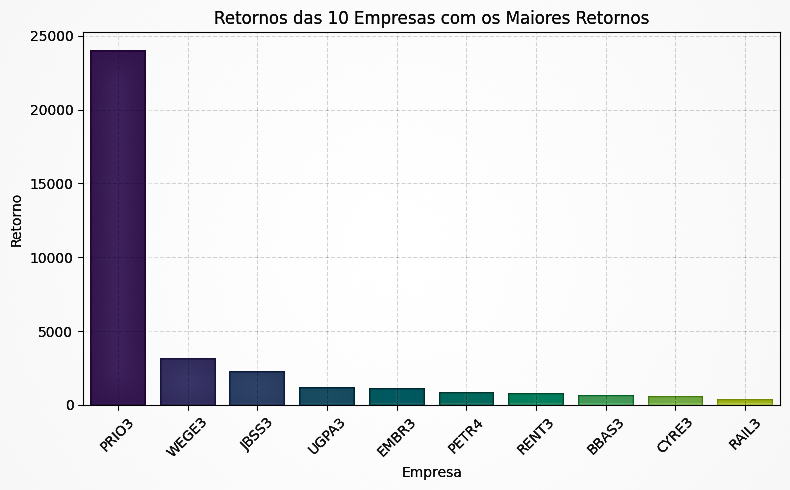 Retornos das 10 Empresas com os Maiores Retornos
25000
20000
15000
10000
5000
0
Retorno
PRIO3
WEGE3
JBSS3
UGPA3
EMBR3
PETR4
RENT3
BBAS3
CYRE3
RAIL3
Empresa